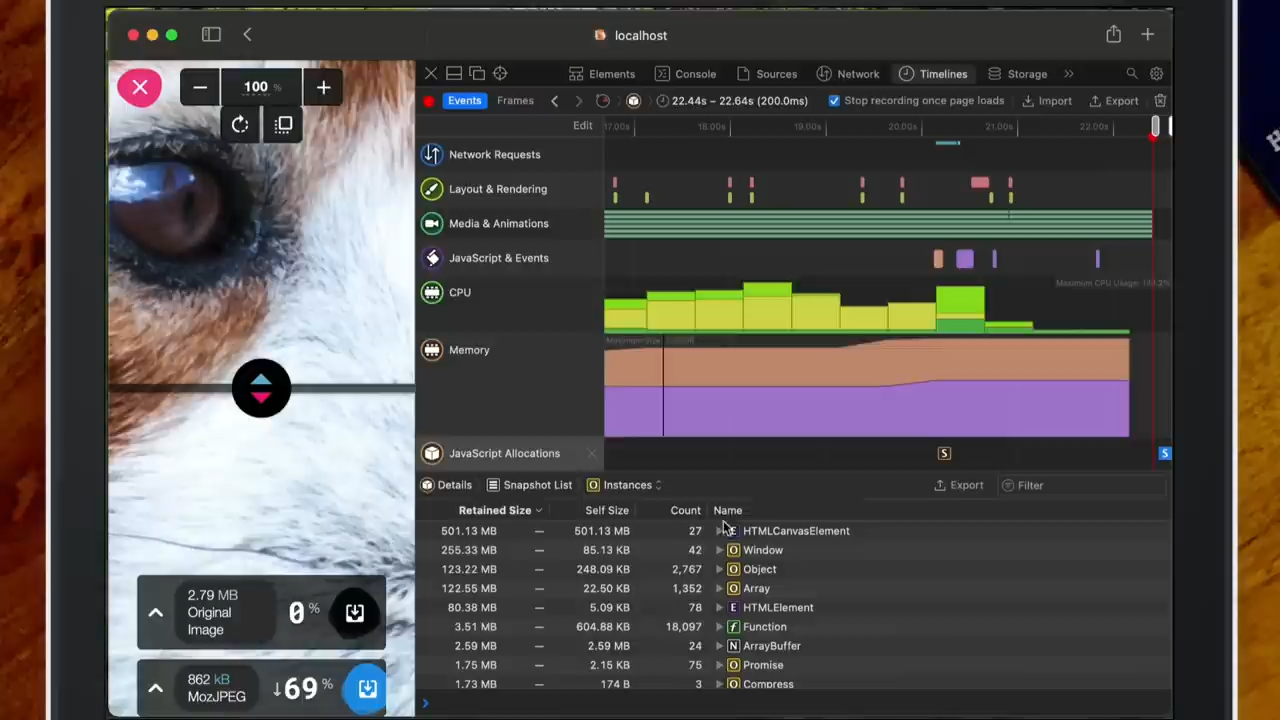 localhost
100 %
Elements
Console
Sources
Network
Timelines
Storage
Events
Frames
22.44s – 22.64s (200.0ms)
Stop recording once page loads
Import
Export
Edit
17.00s
18.00s
19.00s
20.00s
21.00s
22.00s
Network Requests
Layout & Rendering
Media & Animations
JavaScript & Events
CPU
Maximum CPU Usage:
Memory
Maximum Size
JavaScript Allocations
S
S
Details
Snapshot List
O Instances
Export
Filter
Retained Size
Self Size
Count
Name
501.13 MB — 501.13 MB 27 E HTMLCanvasElement
255.33 MB — 85.13 KB 42 O Window
123.22 MB — 248.09 KB 2,767 O Object
122.55 MB — 22.50 KB 1,352 O Array
80.38 MB — 5.09 KB 78 E HTMLElement
3.51 MB — 604.88 KB 18,097 f Function
2.59 MB — 2.59 MB 24 N ArrayBuffer
1.75 MB — 2.15 KB 75 O Promise
1.73 MB — 174 B 3 O Compress
2.79 MB
Original
Image
0 %
862 kB
MozJPEG
↓69 %